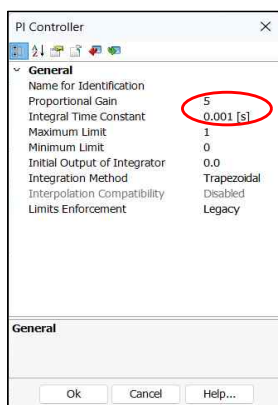 PI Controller
General
Name for Identification
Proportional Gain 5
Integral Time Constant 0.001 [s]
Maximum Limit 1
Minimum Limit 0
Initial Output of Integrator 0.0
Integration Method Trapezoidal
Interpolation Compatibility Disabled
Limits Enforcement Legacy
General
Ok Cancel Help...